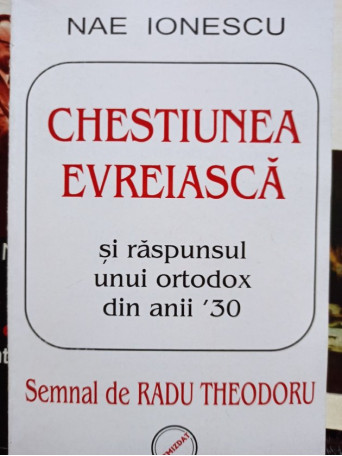 NAE IONESCU
CHESTIUNEA
EVREIASCĂ
și răspunsul
unui ortodox
din anii '30
Semnal de RADU THEODORU